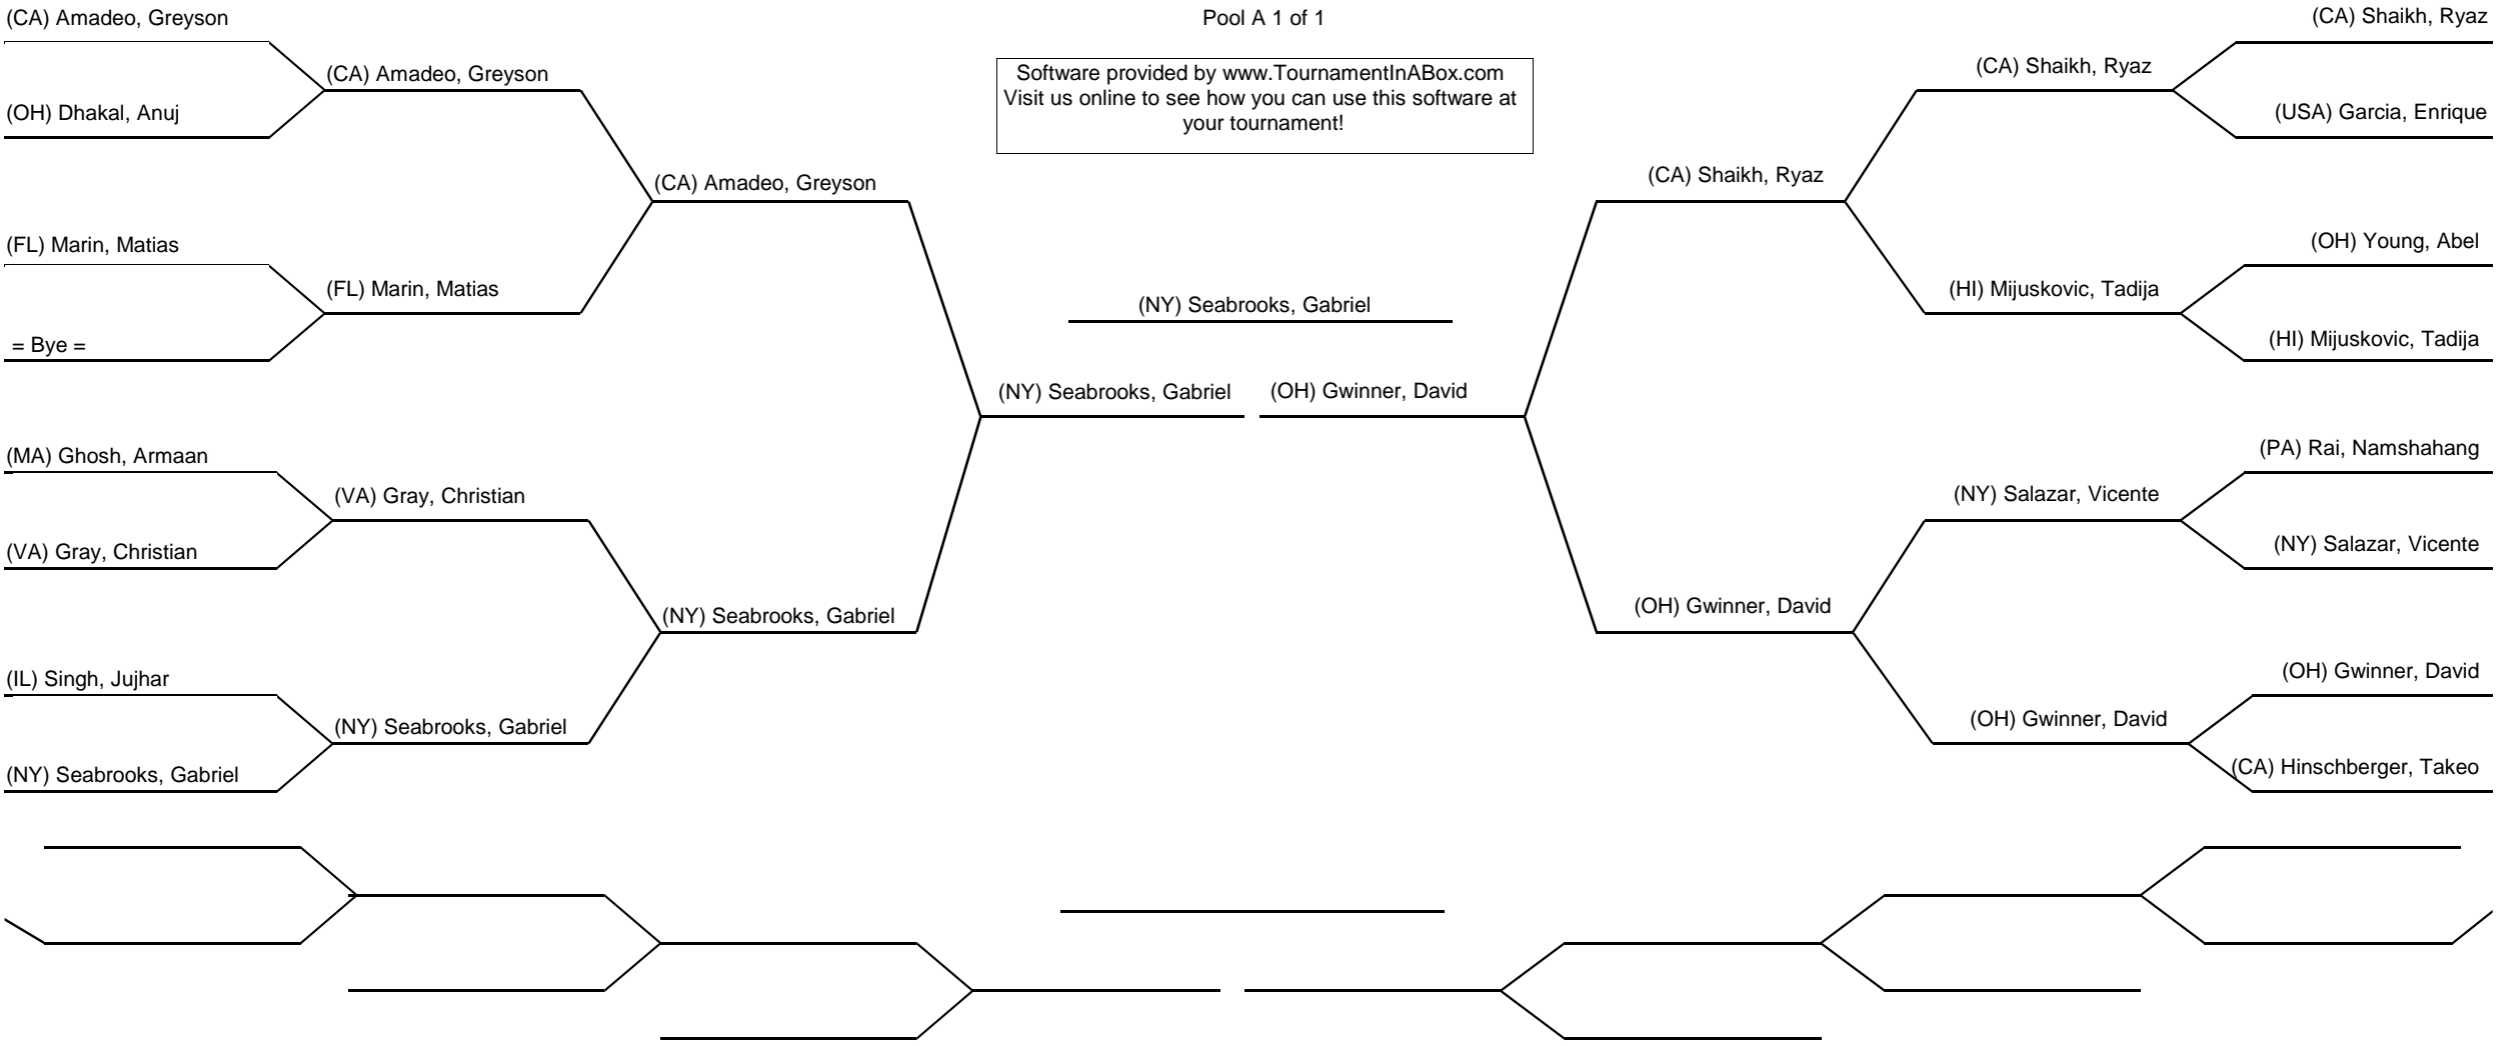 (CA) Amadeo, Greyson
(OH) Dhakal, Anuj
(FL) Marin, Matias
= Bye =
(MA) Ghosh, Armaan
(VA) Gray, Christian
(IL) Singh, Jujhar
(NY) Seabrooks, Gabriel
(CA) Amadeo, Greyson
(FL) Marin, Matias
(VA) Gray, Christian
(NY) Seabrooks, Gabriel
(CA) Amadeo, Greyson
(NY) Seabrooks, Gabriel
Pool A 1 of 1
Software provided by www.TournamentInABox.com
Visit us online to see how you can use this software at
your tournament!
(NY) Seabrooks, Gabriel
(NY) Seabrooks, Gabriel
(OH) Gwinner, David
(CA) Shaikh, Ryaz
(OH) Gwinner, David
(CA) Shaikh, Ryaz
(HI) Mijuskovic, Tadija
(NY) Salazar, Vicente
(OH) Gwinner, David
(CA) Shaikh, Ryaz
(USA) Garcia, Enrique
(OH) Young, Abel
(HI) Mijuskovic, Tadija
(PA) Rai, Namshahang
(NY) Salazar, Vicente
(OH) Gwinner, David
(CA) Hinschberger, Takeo